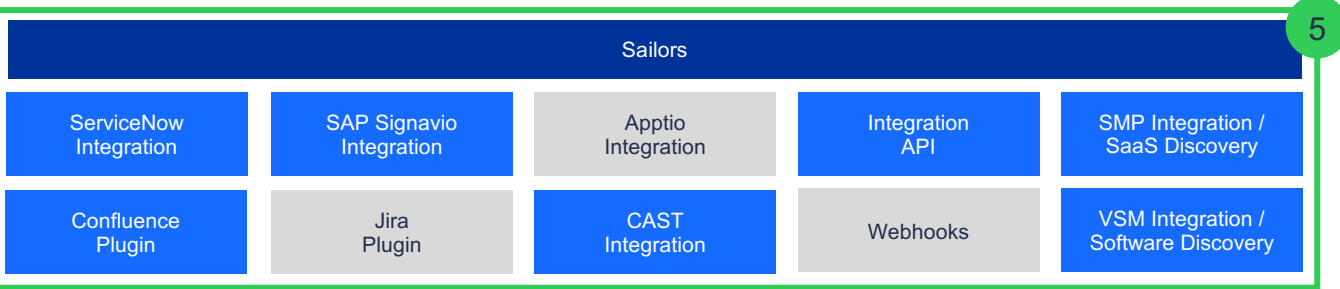 5
Sailors
ServiceNow
Integration
SAP Signavio
Integration
Apptio
Integration
Integration
API
SMP Integration /
SaaS Discovery
Confluence
Plugin
Jira
Plugin
CAST
Integration
Webhooks
VSM Integration /
Software Discovery